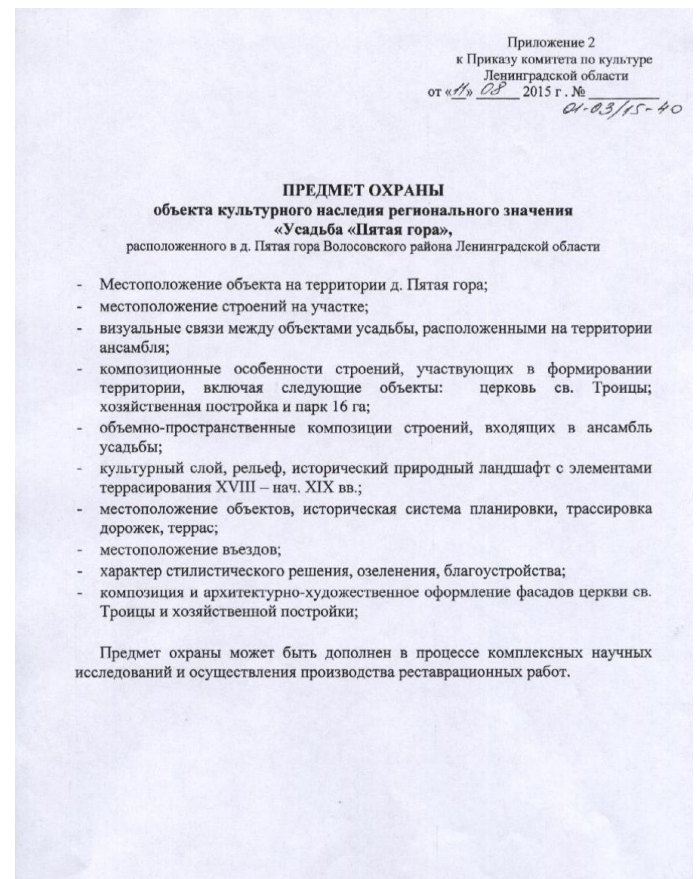 Приложение 2
к Приказу комитета по культуре
Ленинградской области
от «11» 08 2015 г . № ________
01-03/15-40
ПРЕДМЕТ ОХРАНЫ
объекта культурного наследия регионального значения
«Усадьба «Пятая гора»,
расположенного в д. Пятая гора Волосовского района Ленинградской области
- Местоположение объекта на территории д. Пятая гора;
- местоположение строений на участке;
- визуальные связи между объектами усадьбы, расположенными на территории
ансамбля;
- композиционные особенности строений, участвующих в формировании
территории, включая следующие объекты: церковь св. Троицы;
хозяйственная постройка и парк 16 га;
- объемно-пространственные композиции строений, входящих в ансамбль
усадьбы;
- культурный слой, рельеф, исторический природный ландшафт с элементами
террасирования XVIII – нач. XIX вв.;
- местоположение объектов, историческая система планировки, трассировка
дорожек, террас;
- местоположение въездов;
- характер стилистического решения, озеленения, благоустройства;
- композиция и архитектурно-художественное оформление фасадов церкви св.
Троицы и хозяйственной постройки;
Предмет охраны может быть дополнен в процессе комплексных научных
исследований и осуществления производства реставрационных работ.